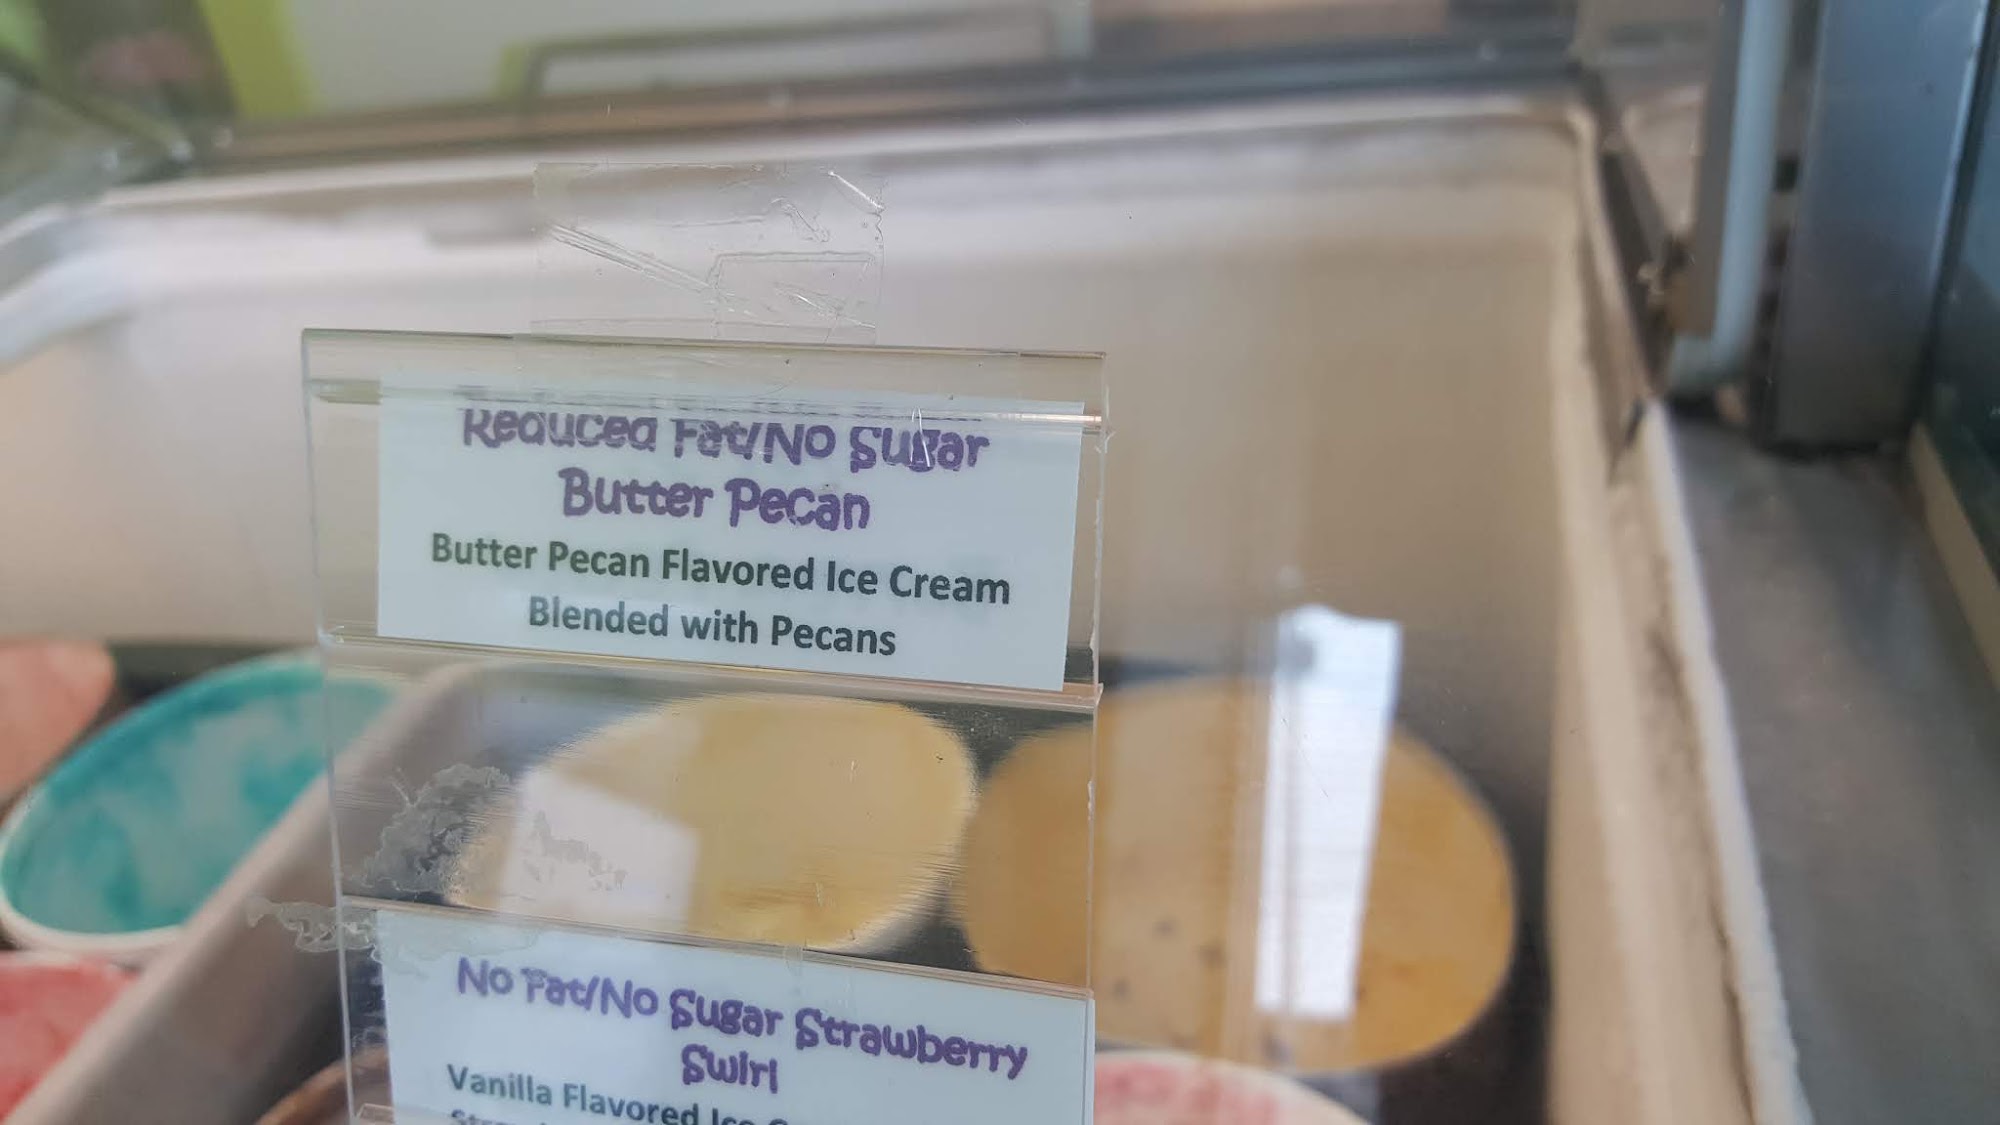 Reduced Fat/No Sugar
Butter Pecan
Butter Pecan Flavored Ice Cream
Blended with Pecans
No Fat/No Sugar Strawberry
Swirl
Vanilla Flavored Ice